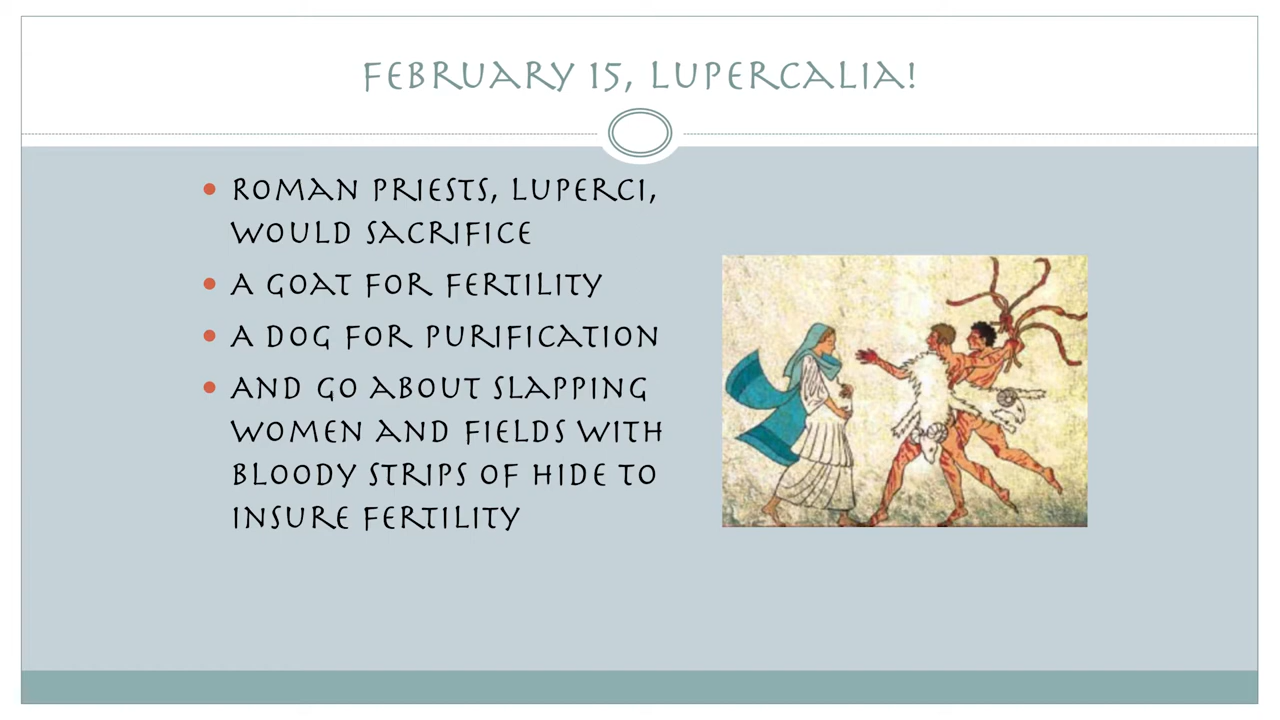 FEBRUARY 15, LUPERCALIA!
• ROMAN PRIESTS, LUPERCI,
WOULD SACRIFICE
• A GOAT FOR FERTILITY
• A DOG FOR PURIFICATION
• AND GO ABOUT SLAPPING
WOMEN AND FIELDS WITH
BLOODY STRIPS OF HIDE TO
INSURE FERTILITY